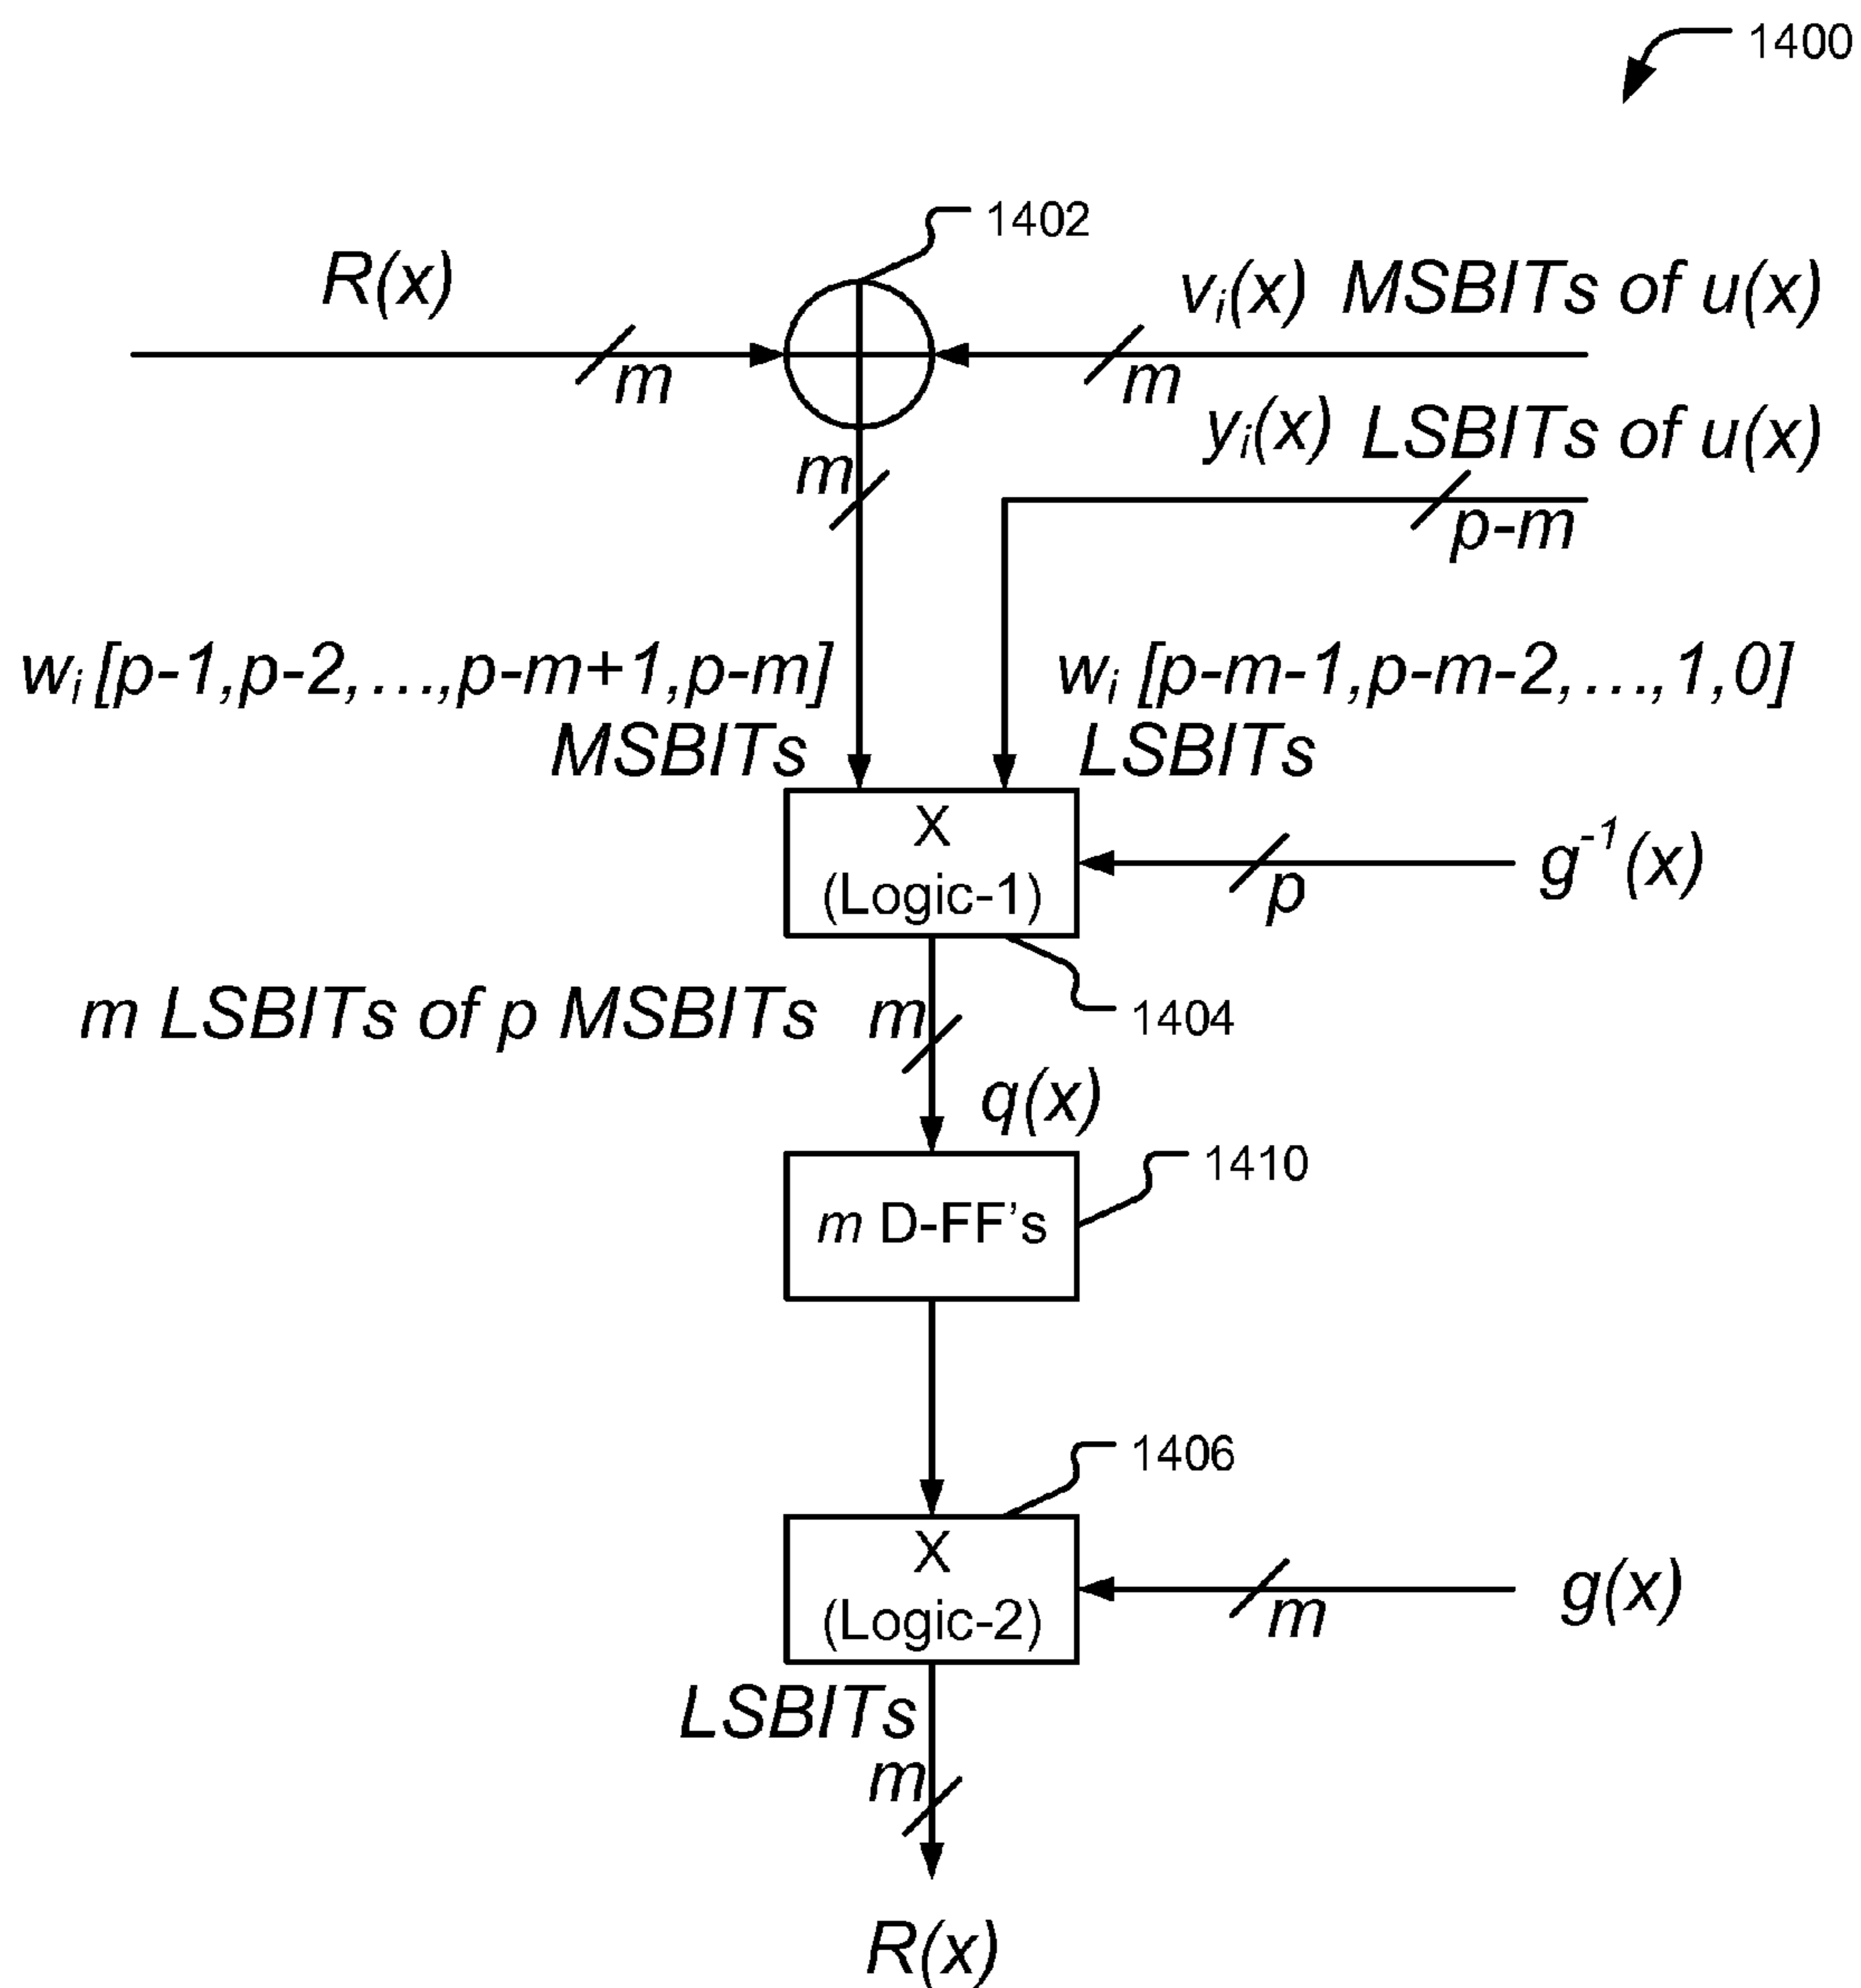 1400
1402
R(x)
vi(x) MSBITs of u(x)
m
m
yi(x) LSBITs of u(x)
m
p-m
wi [p-1,p-2,...,p-m+1,p-m]
MSBITs
wi [p-m-1,p-m-2,...,1,0]
LSBITs
X
(Logic-1)
p
g-1(x)
1404
m LSBITs of p MSBITs
m
q(x)
1410
m D-FF's
1406
X
(Logic-2)
m
g(x)
LSBITs
m
R(x)